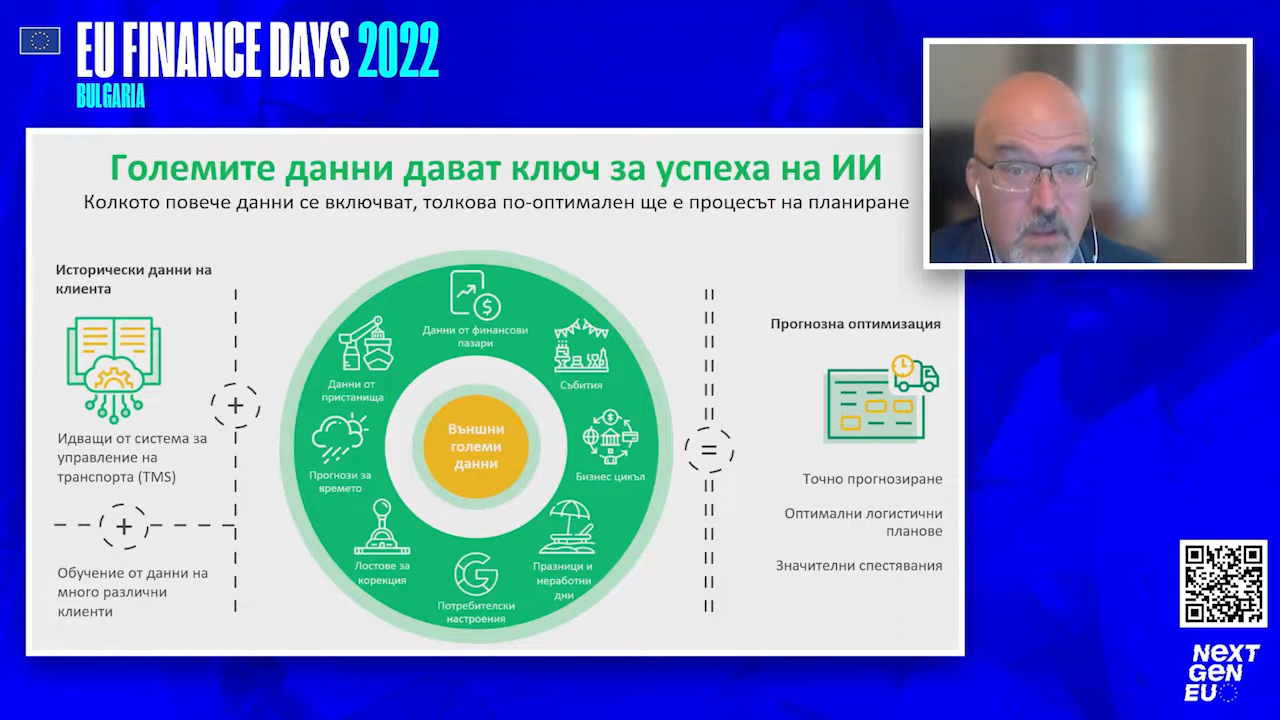 EU FINANCE DAYS 2022
BULGARIA
Големите данни дават ключ за успеха на ИИ
Колкото повече данни се включват, толкова по-оптимален ще е процесът на планиране
Исторически данни на
клиента
Идващи от система за
управление на
транспорта (TMS)
+
Обучение от данни на
много различни
клиенти
+
Данни от финансови
пазари
Събития
Бизнес цикъл
Празници и
неработни
дни
Потребителски
настроения
Лостове за
корекция
Прогнози за
времето
Данни от
пристанища
Външни
големи
данни
=
Прогнозна оптимизация
Точно прогнозиране
Оптимални логистични
планове
Значителни спестявания
NEXT
GEN
EU